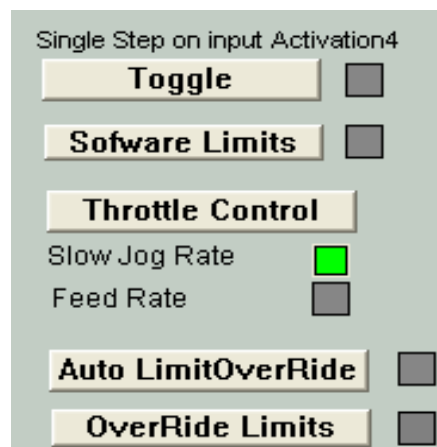 Single Step on input Activation4
Toggle
Sofware Limits
Throttle Control
Slow Jog Rate
Feed Rate
Auto LimitOverRide
OverRide Limits